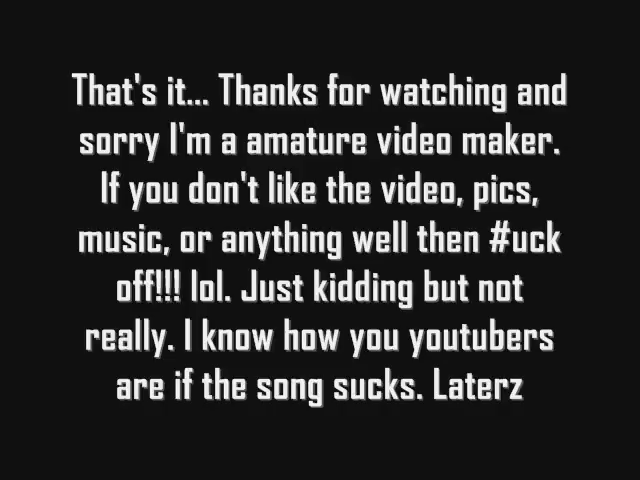 That's it... Thanks for watching and
sorry I'm a amature video maker.
If you don't like the video, pics,
music, or anything well then #uck
off!!! lol. Just kidding but not
really. I know how you youtubers
are if the song sucks. Laterz